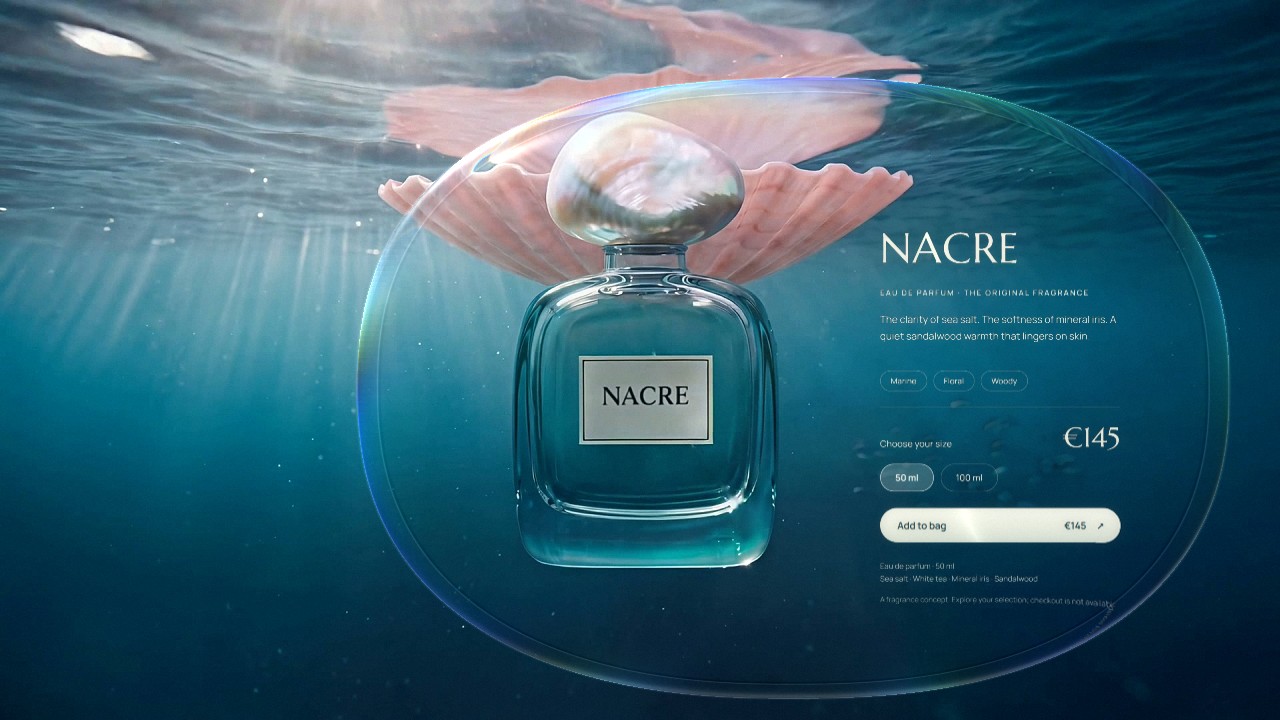 NACRE
EAU DE PARFUM · THE ORIGINAL FRAGRANCE
The clarity of sea salt. The softness of mineral iris. A
quiet sandalwood warmth that lingers on skin
Marine Floral Woody
NACRE
Choose your size €145
50 ml 100 ml
Add to bag €145 ↗
Eau de parfum · 50 ml
Sea salt · White tea · Mineral iris · Sandalwood
A fragrance concept. Explore your selection; checkout is not